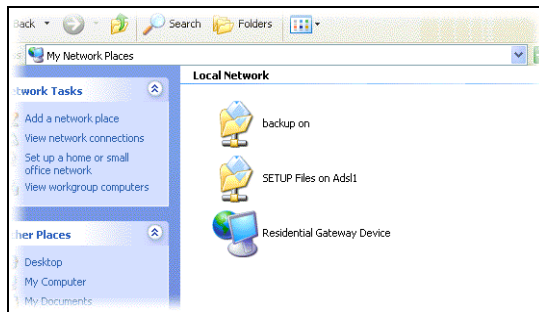 Back
Search
Folders
My Network Places
Network Tasks
Add a network place
View network connections
Set up a home or small
office network
View workgroup computers
Other Places
Desktop
My Computer
My Documents
Local Network
backup on
SETUP Files on Adsl1
Residential Gateway Device